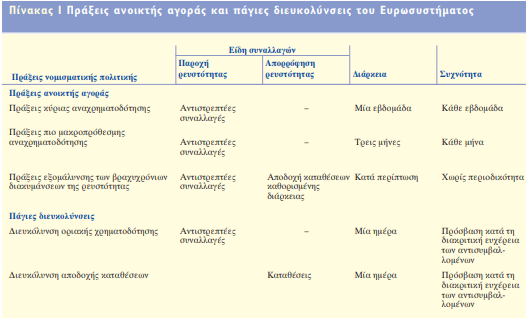 Πίνακας 1 Πράξεις ανοικτής αγοράς και πάγιες διευκολύνσεις του Ευρωσυστήματος
Είδη συναλλαγών
Πράξεις νομισματικής πολιτικής Παροχή ρευστότητας Απορρόφηση ρευστότητας Διάρκεια Συχνότητα
Πράξεις ανοικτής αγοράς
Πράξεις κύριας αναχρηματοδότησης Αντιστρεπτέες – Μία εβδομάδα Κάθε εβδομάδα
συναλλαγές
Πράξεις πιο μακροπρόθεσμης
αναχρηματοδότησης Αντιστρεπτέες – Τρεις μήνες Κάθε μήνα
συναλλαγές
Πράξεις εξομάλυνσης των βραχυχρόνιων Αντιστρεπτέες Αποδοχή καταθέσεων Κατά περίπτωση Χωρίς περιοδικότητα
διακυμάνσεων της ρευστότητας συναλλαγές καθορισμένης
διάρκειας
Πάγιες διευκολύνσεις
Διευκόλυνση οριακής χρηματοδότησης Αντιστρεπτέες – Μία ημέρα Πρόσβαση κατά τη
συναλλαγές διακριτική ευχέρεια
των αντισυμβαλ-
λομένων
Διευκόλυνση αποδοχής καταθέσεων Καταθέσεις Μία ημέρα Πρόσβαση κατά τη
διακριτική ευχέρεια
των αντισυμβαλ-
λομένων